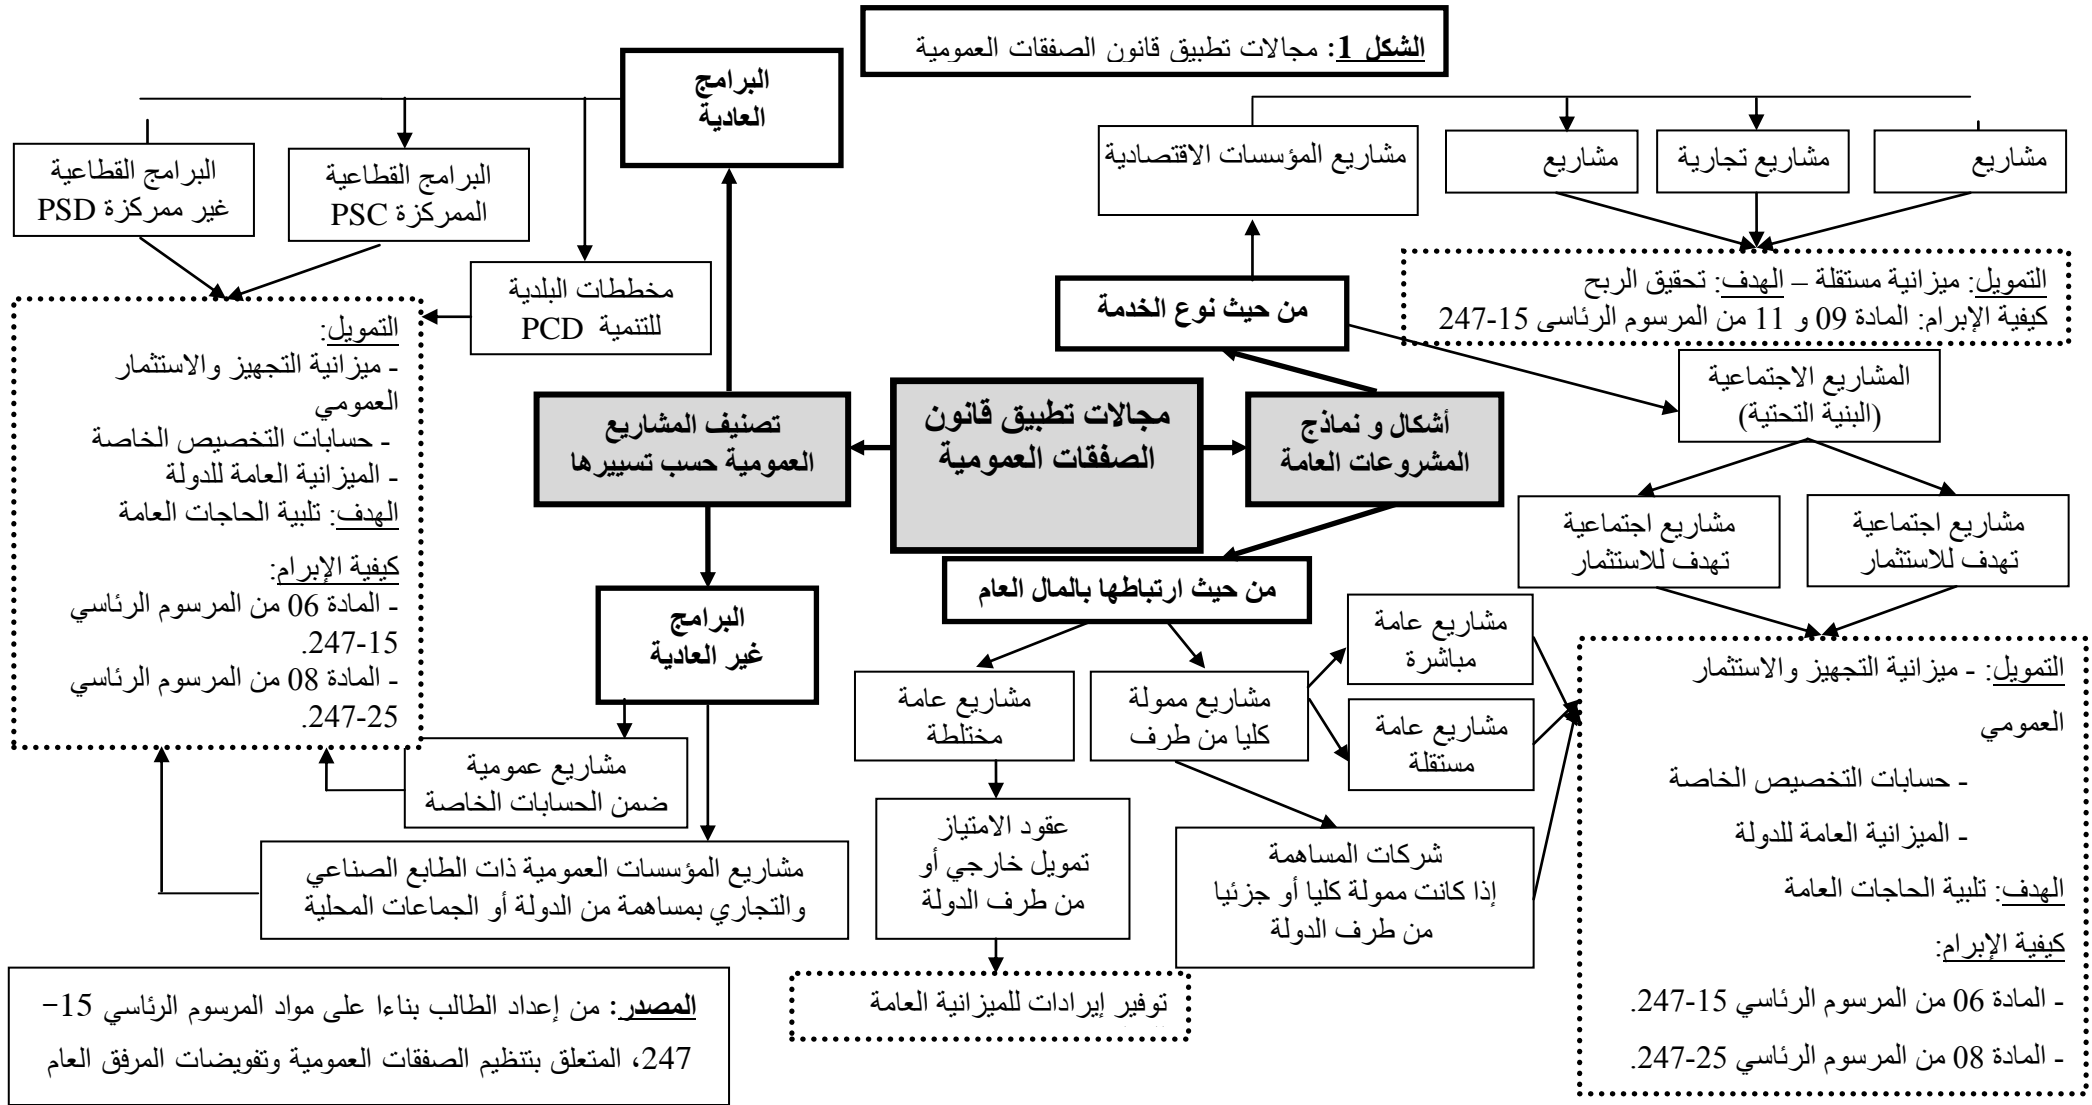 الشكل 1: مجالات تطبيق قانون الصفقات العمومية
البرامج
العادية
البرامج القطاعية
غير ممركزة PSD
البرامج القطاعية
الممركزة PSC
مخططات البلدية
للتنمية PCD
مشاريع المؤسسات الاقتصادية
مشاريع
مشاريع تجارية
مشاريع
التمويل: ميزانية مستقلة – الهدف: تحقيق الربح
كيفية الإبرام: المادة 09 و 11 من المرسوم الرئاسي 15-247
من حيث نوع الخدمة
المشاريع الاجتماعية
(البنية التحتية)
التمويل:
- ميزانية التجهيز والاستثمار
العمومي
- حسابات التخصيص الخاصة
- الميزانية العامة للدولة
الهدف: تلبية الحاجات العامة
كيفية الإبرام:
- المادة 06 من المرسوم الرئاسي
15-247.
- المادة 08 من المرسوم الرئاسي
25-247.
تصنيف المشاريع
العمومية حسب تسييرها
مجالات تطبيق قانون
الصفقات العمومية
أشكال و نماذج
المشروعات العامة
مشاريع اجتماعية
تهدف للاستثمار
مشاريع اجتماعية
تهدف للاستثمار
من حيث ارتباطها بالمال العام
البرامج
غير العادية
مشاريع عامة
مباشرة
مشاريع عامة
مختلطة
مشاريع ممولة
كليا من طرف
مشاريع عامة
مستقلة
التمويل: - ميزانية التجهيز والاستثمار
العمومي
- حسابات التخصيص الخاصة
- الميزانية العامة للدولة
الهدف: تلبية الحاجات العامة
كيفية الإبرام:
- المادة 06 من المرسوم الرئاسي 15-247.
- المادة 08 من المرسوم الرئاسي 25-247.
مشاريع عمومية
ضمن الحسابات الخاصة
عقود الامتياز
تمويل خارجي أو
من طرف الدولة
شركات المساهمة
إذا كانت ممولة كليا أو جزئيا
من طرف الدولة
مشاريع المؤسسات العمومية ذات الطابع الصناعي
والتجاري بمساهمة من الدولة أو الجماعات المحلية
توفير إيرادات للميزانية العامة
المصدر: من إعداد الطالب بناءا على مواد المرسوم الرئاسي 15-
247، المتعلق بتنظيم الصفقات العمومية وتفويضات المرفق العام